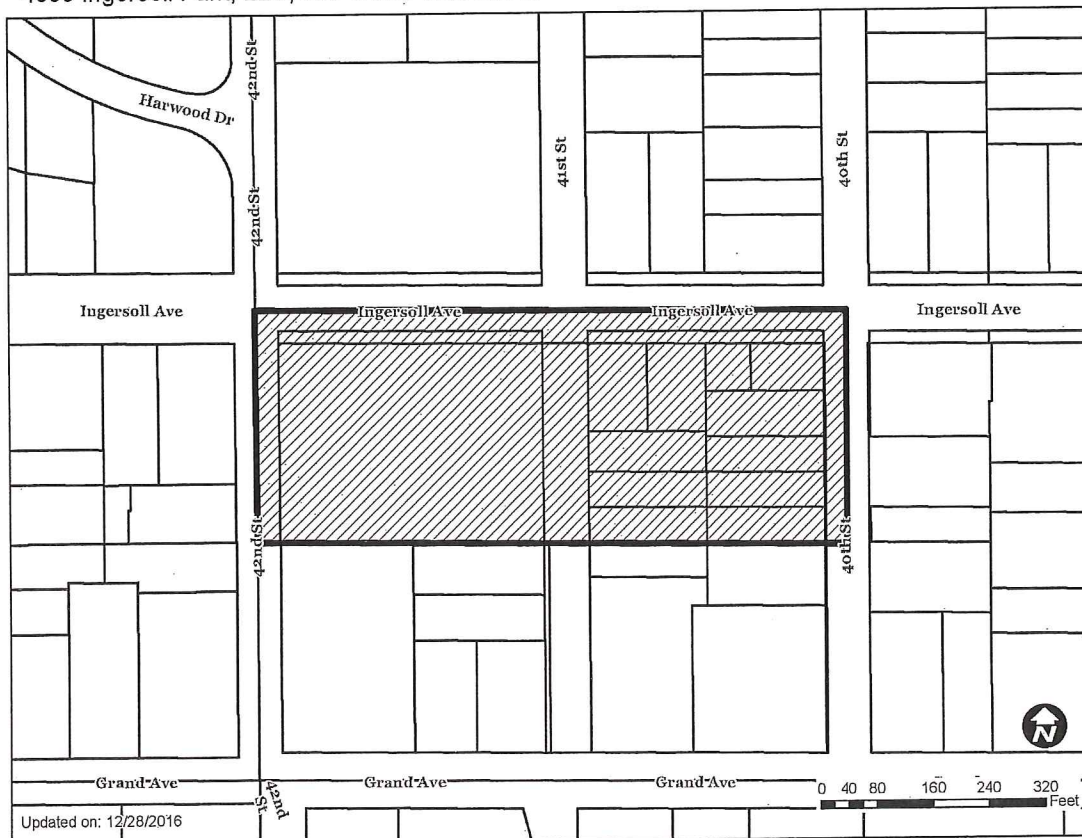 42nd St
Harwood Dr
41st St
40th St
42nd St
Ingersoll Ave
Ingersoll Ave
Ingersoll Ave
Ingersoll Ave
42nd St
40th St
N
Grand Ave
42nd St
Grand Ave
Grand Ave
0 40 80 160 240 320
Feet
Updated on: 12/28/2016